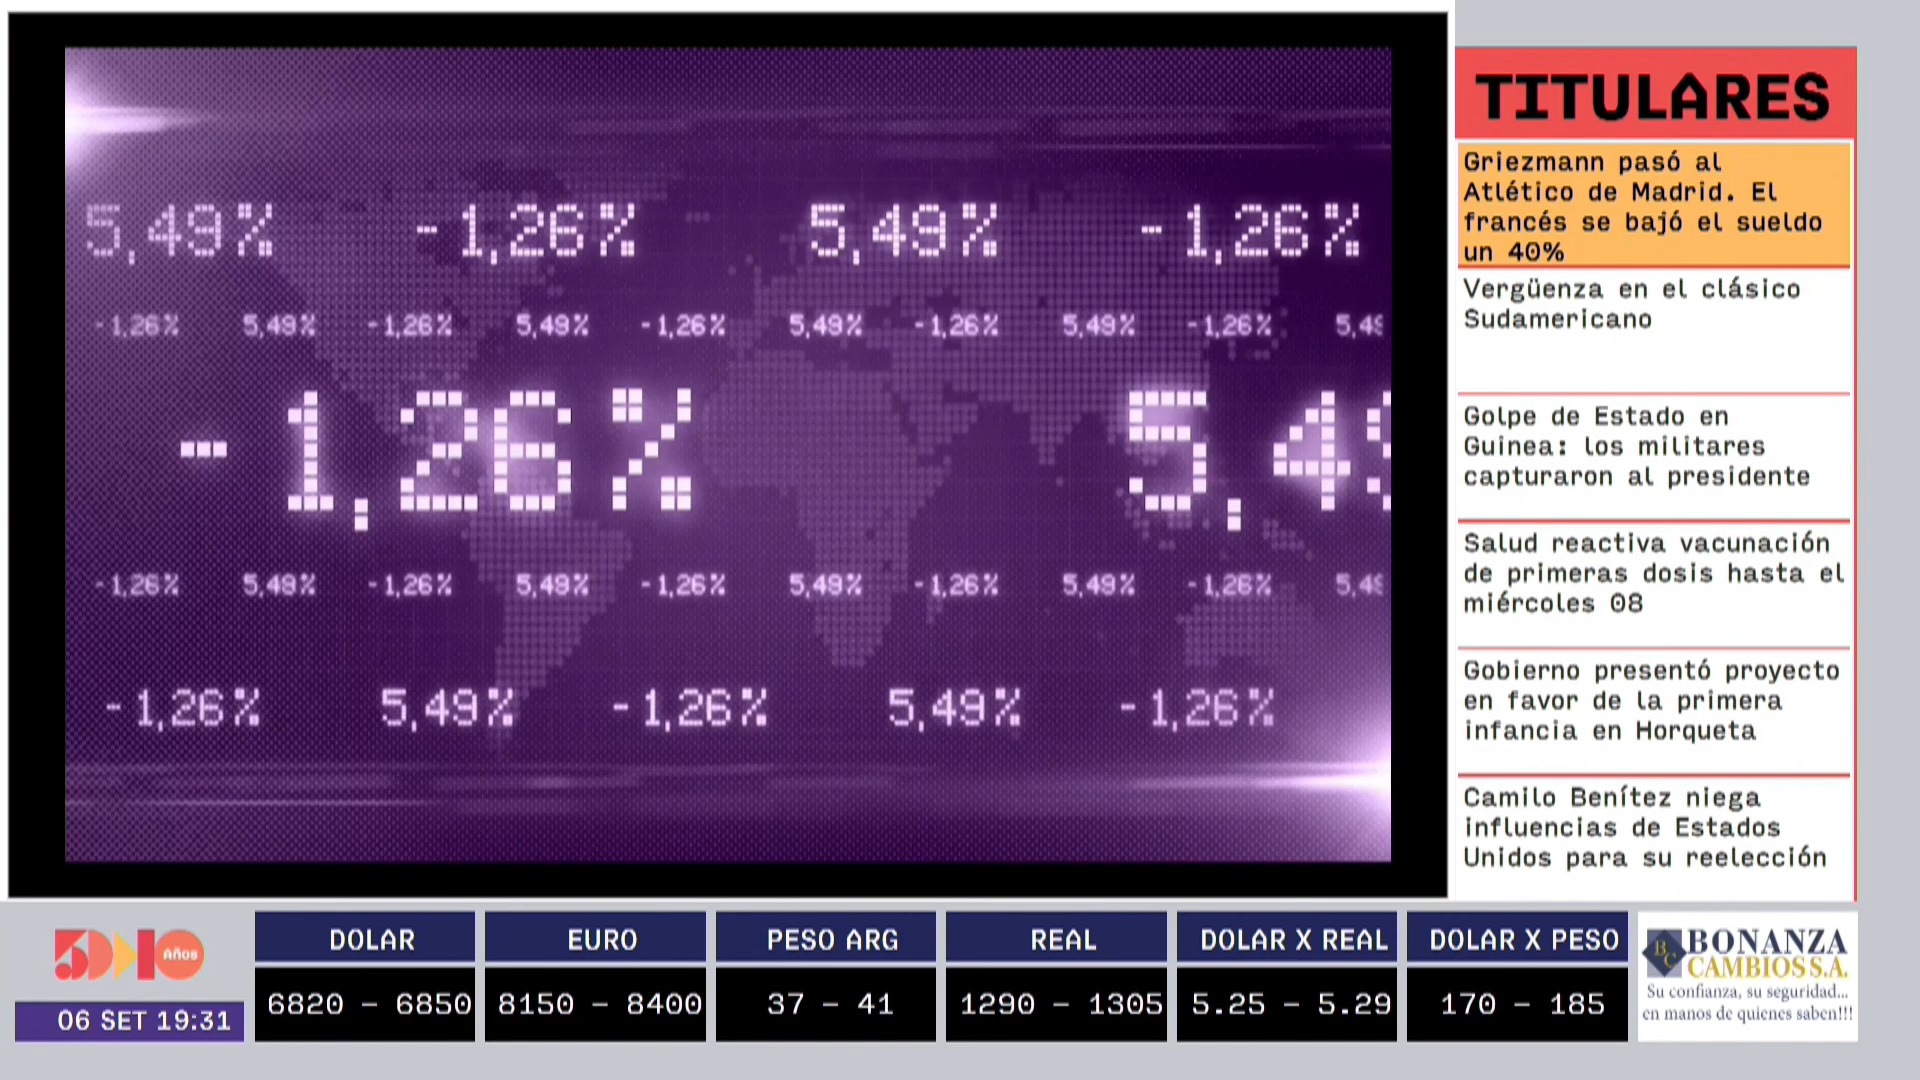 5,49% -1,26% 5,49% -1,26%
-1,26% 5,49% -1,26% 5,49% -1,26% 5,49% -1,26% 5,49% -1,26% 5,49
-1,26% 5,49
-1,26% 5,49% -1,26% 5,49% -1,26% 5,49% -1,26% 5,49% -1,26% 5,49
-1,26% 5,49% -1,26% 5,49% -1,26%
TITULARES
Griezmann pasó al
Atlético de Madrid. El
francés se bajó el sueldo
un 40%
Vergüenza en el clásico
Sudamericano
Golpe de Estado en
Guinea: los militares
capturaron al presidente
Salud reactiva vacunación
de primeras dosis hasta el
miércoles 08
Gobierno presentó proyecto
en favor de la primera
infancia en Horqueta
Camilo Benítez niega
influencias de Estados
Unidos para su reelección
Años
06 SET 19:31
DOLAR
6820 - 6850
EURO
8150 - 8400
PESO ARG
37 - 41
REAL
1290 - 1305
DOLAR X REAL
5.25 - 5.29
DOLAR X PESO
170 - 185
BC
BONANZA
CAMBIOS S.A.
Su confianza, su seguridad...
en manos de quienes saben!!!